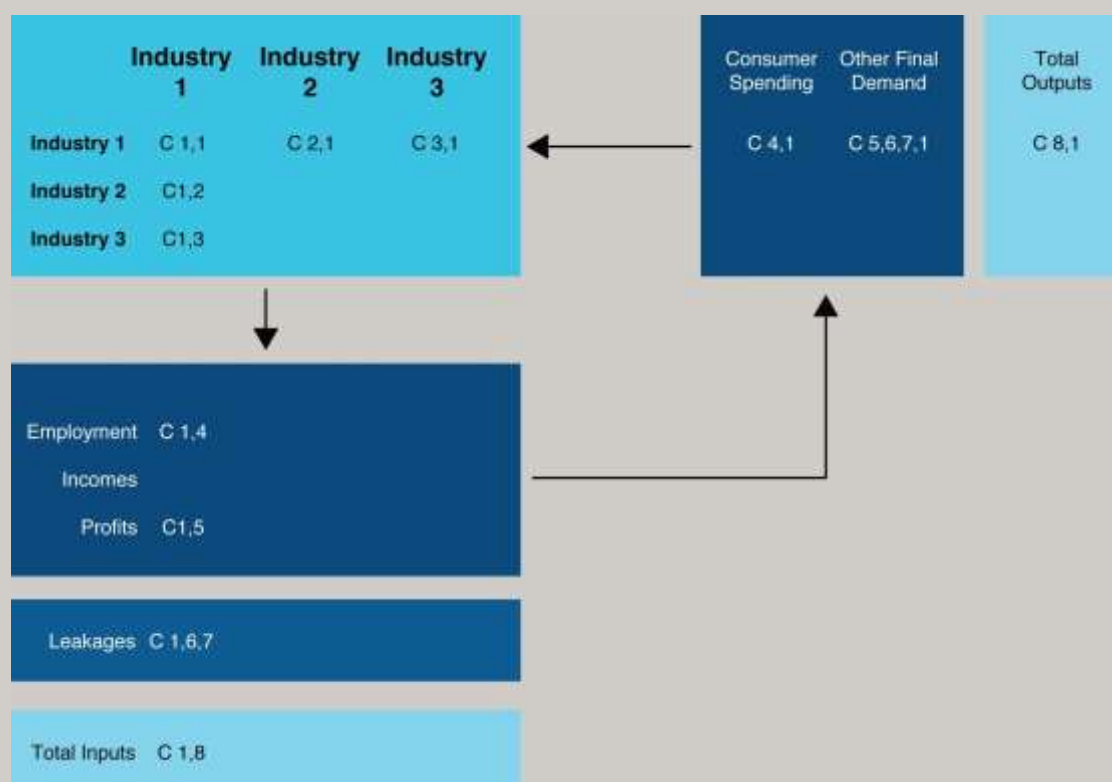 Industry 1 Industry 2 Industry 3
Industry 1 C 1,1 C 2,1 C 3,1
Industry 2 C1,2
Industry 3 C1,3
Consumer Spending Other Final Demand
C 4,1 C 5,6,7,1
Total Outputs
C 8,1
Employment C 1,4
Incomes
Profits C1,5
Leakages C 1,6,7
Total Inputs C 1,8